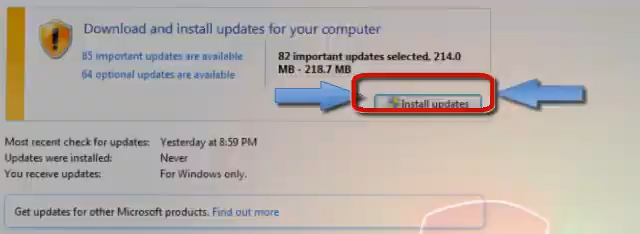 Download and install updates for your computer
85 important updates are available
64 optional updates are available
82 important updates selected, 214.0
MB - 218.7 MB
Install updates
Most recent check for updates: Yesterday at 8:59 PM
Updates were installed: Never
You receive updates: For Windows only.
Get updates for other Microsoft products. Find out more